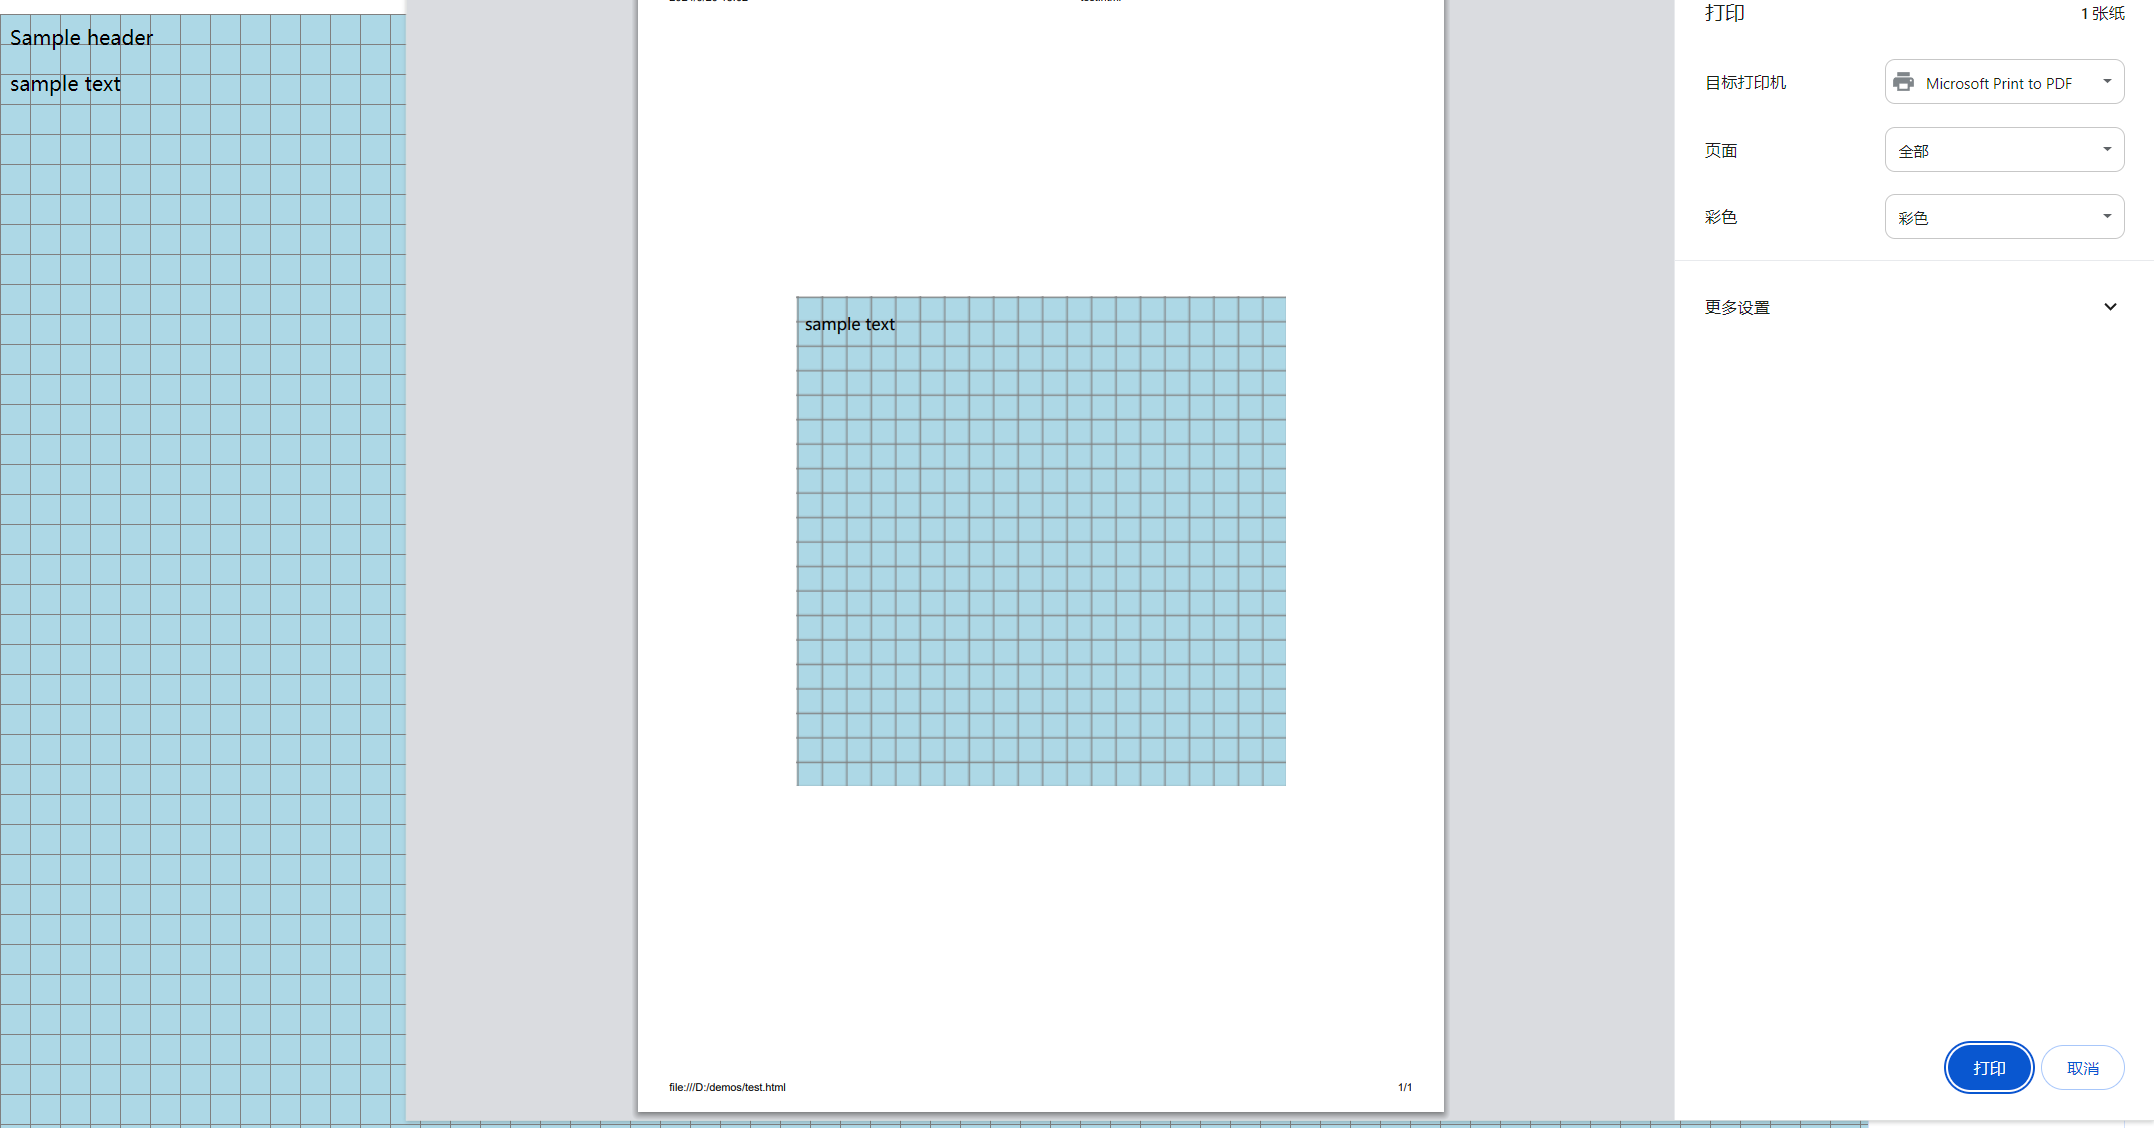 Sample header
sample text
sample text
file:///D:/demos/test.html
1/1
打印
1 张纸
目标打印机
Microsoft Print to PDF
页面
全部
彩色
彩色
更多设置
打印
取消